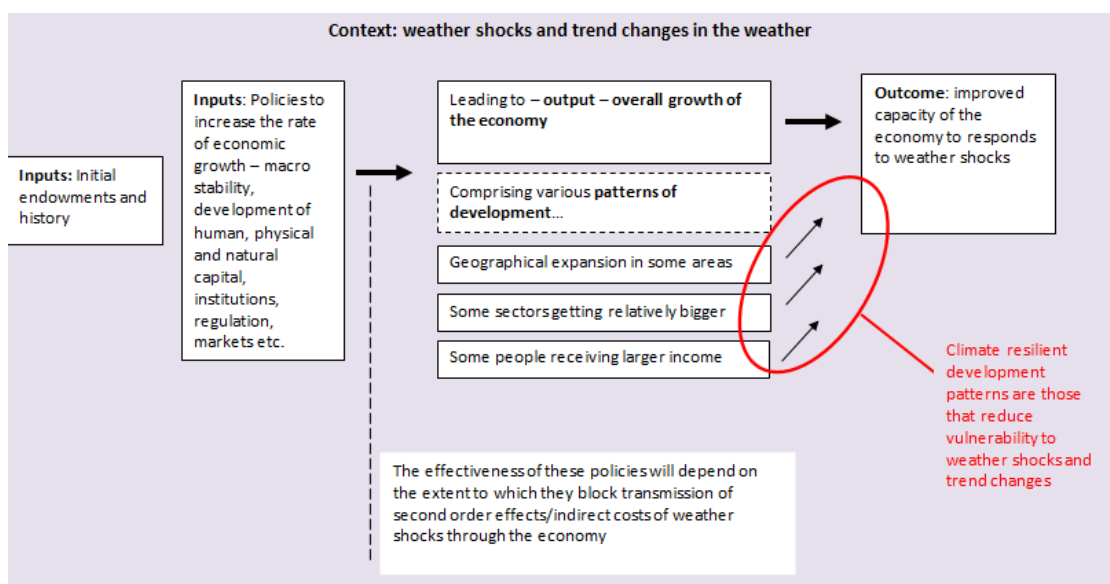 Context: weather shocks and trend changes in the weather
Inputs: Initial
endowments and
history
Inputs: Policies to
increase the rate
of economic
growth – macro
stability,
development of
human, physical
and natural
capital,
institutions,
regulation,
markets etc.
Leading to – output – overall growth of
the economy
Comprising various patterns of
development...
Geographical expansion in some areas
Some sectors getting relatively bigger
Some people receiving larger income
Outcome: improved
capacity of the
economy to responds
to weather shocks
Climate resilient
development
patterns are those
that reduce
vulnerability to
weather shocks and
trend changes
The effectiveness of these policies will depend on
the extent to which they block transmission of
second order effects/indirect costs of weather
shocks through the economy